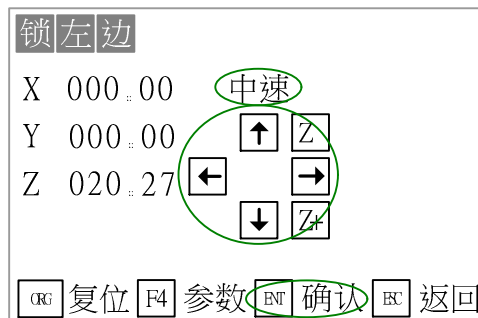 锁左边
X 000.00 中速
Y 000.00 ↑ Z-
Z 020.27 ← →
↓ Z+
ORG 复位 F4 参数 ENT 确认 ESC 返回